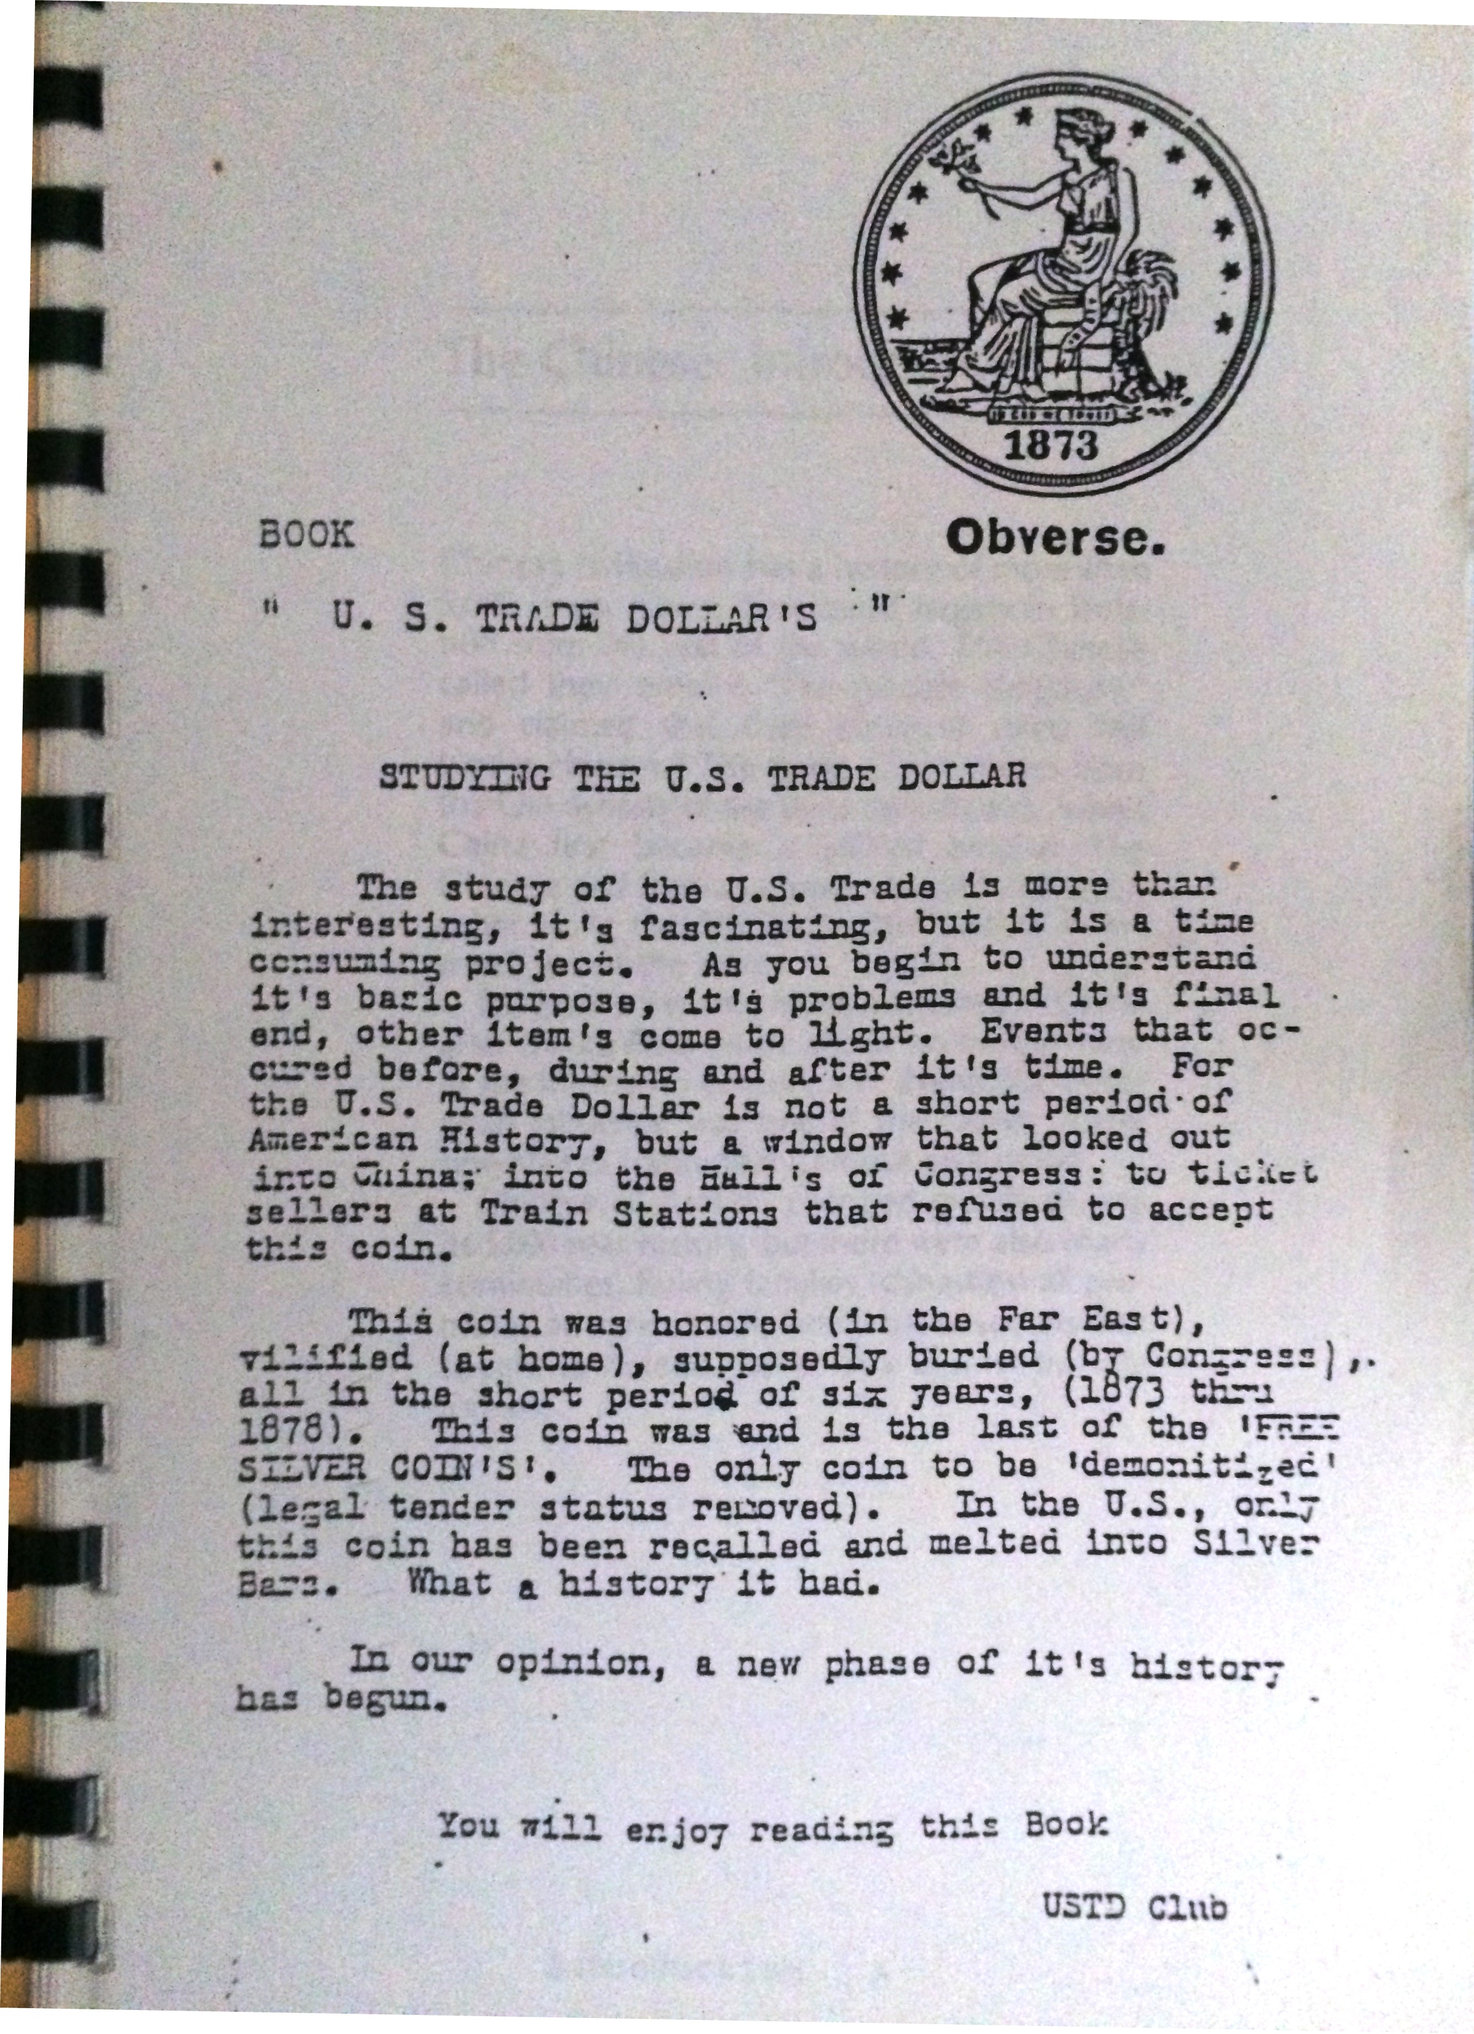 1873
Obverse.
BOOK
" U. S. TRADE DOLLAR'S "
STUDYING THE U.S. TRADE DOLLAR
The study of the U.S. Trade is more than
interesting, it's fascinating, but it is a time
consuming project. As you begin to understand
it's basic purpose, it's problems and it's final
end, other item's come to light. Events that oc-
cured before, during and after it's time. For
the U.S. Trade Dollar is not a short period of
American History, but a window that looked out
into China; into the Hall's of Congress: to ticket
sellers at Train Stations that refused to accept
this coin.
This coin was honored (in the Far East),
vilified (at home), supposedly buried (by Congress),
all in the short period of six years, (1873 thru
1878). This coin was and is the last of the 'FREE
SILVER COIN'S'. The only coin to be 'demonitized'
(legal tender status removed). In the U.S., only
this coin has been recalled and melted into Silver
Bars. What a history it had.
In our opinion, a new phase of it's history
has begun.
You will enjoy reading this Book
USTD Club